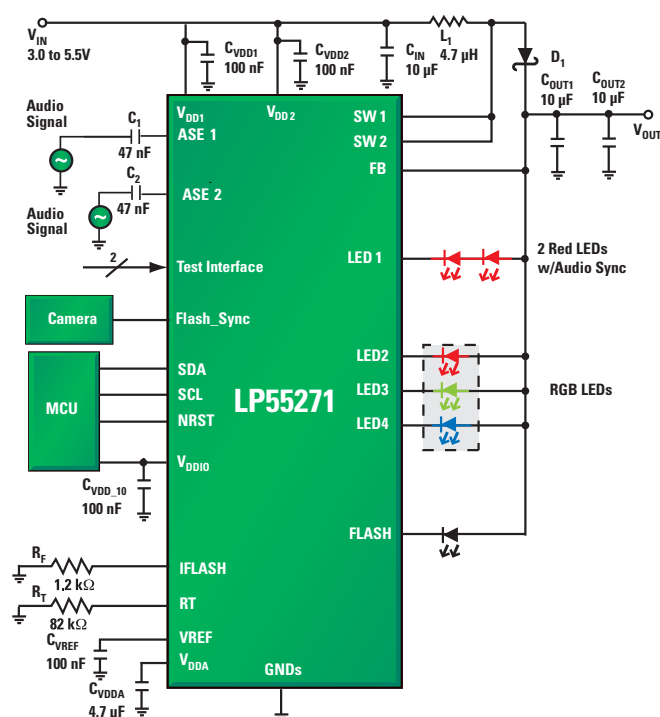 VIN
3.0 to 5.5V
CVDD1
100 nF
CVDD2
100 nF
CIN
10 µF
L1
4.7 µH
D1
COUT1
10 µF
COUT2
10 µF
VOUT
Audio
Signal
C1
47 nF
VDD1
ASE 1
VDD 2
SW 1
SW 2
FB
C2
47 nF
Audio
Signal
ASE 2
2
Test Interface
LED 1
2 Red LEDs
w/Audio Sync
Camera
Flash_Sync
MCU
SDA
SCL
NRST
VDDIO
LP55271
LED2
LED3
LED4
RGB LEDs
CVDD_10
100 nF
FLASH
RF
1,2 kΩ
IFLASH
RT
82 kΩ
RT
CVREF
100 nF
VREF
VDDA
CVDDA
4.7 µF
GNDs